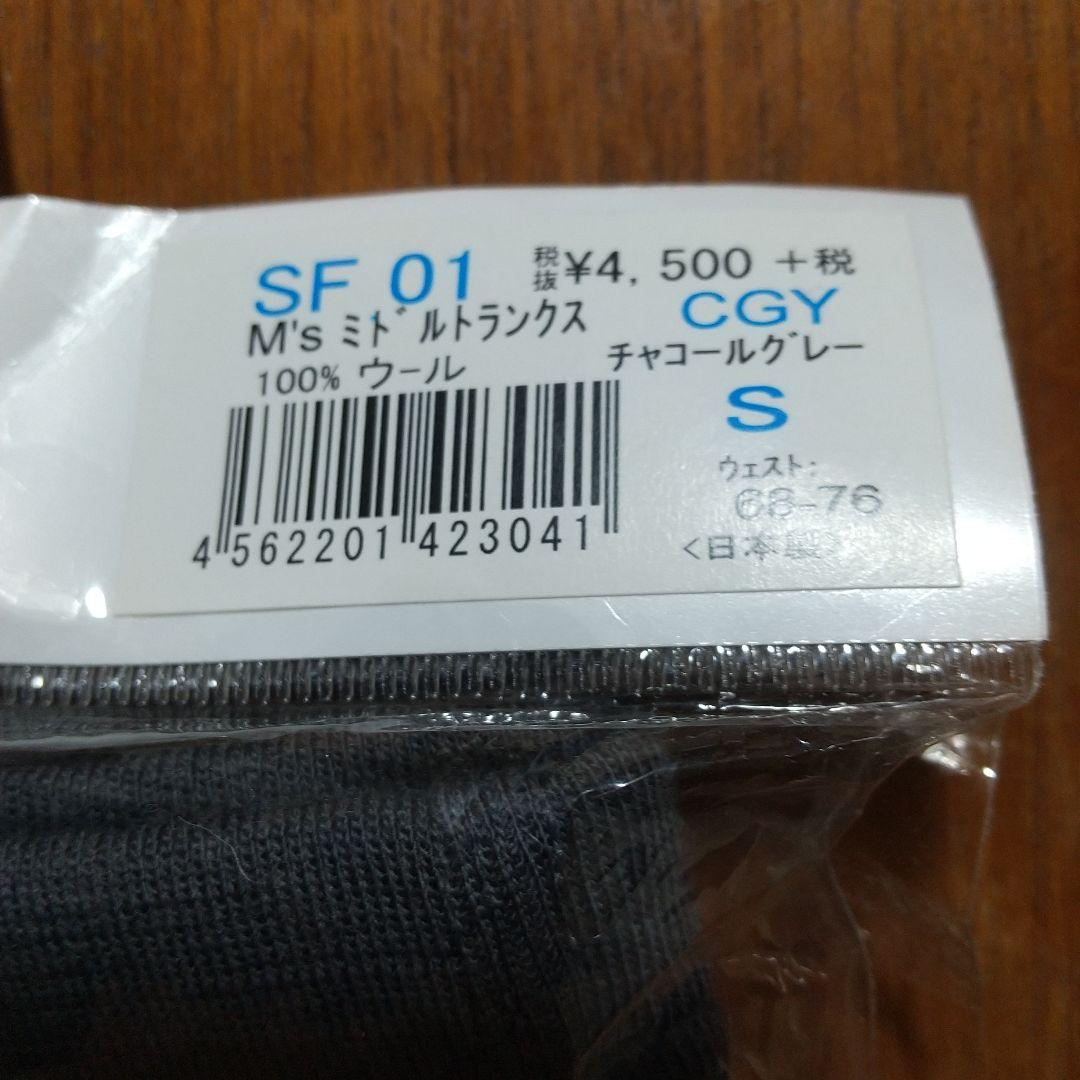 SF 01 税抜¥4,500 +税
M's ミドルトランクス CGY
100% ウール チャコールグレー
S
ウェスト:
68-76
4 562201 423041
<日本製>